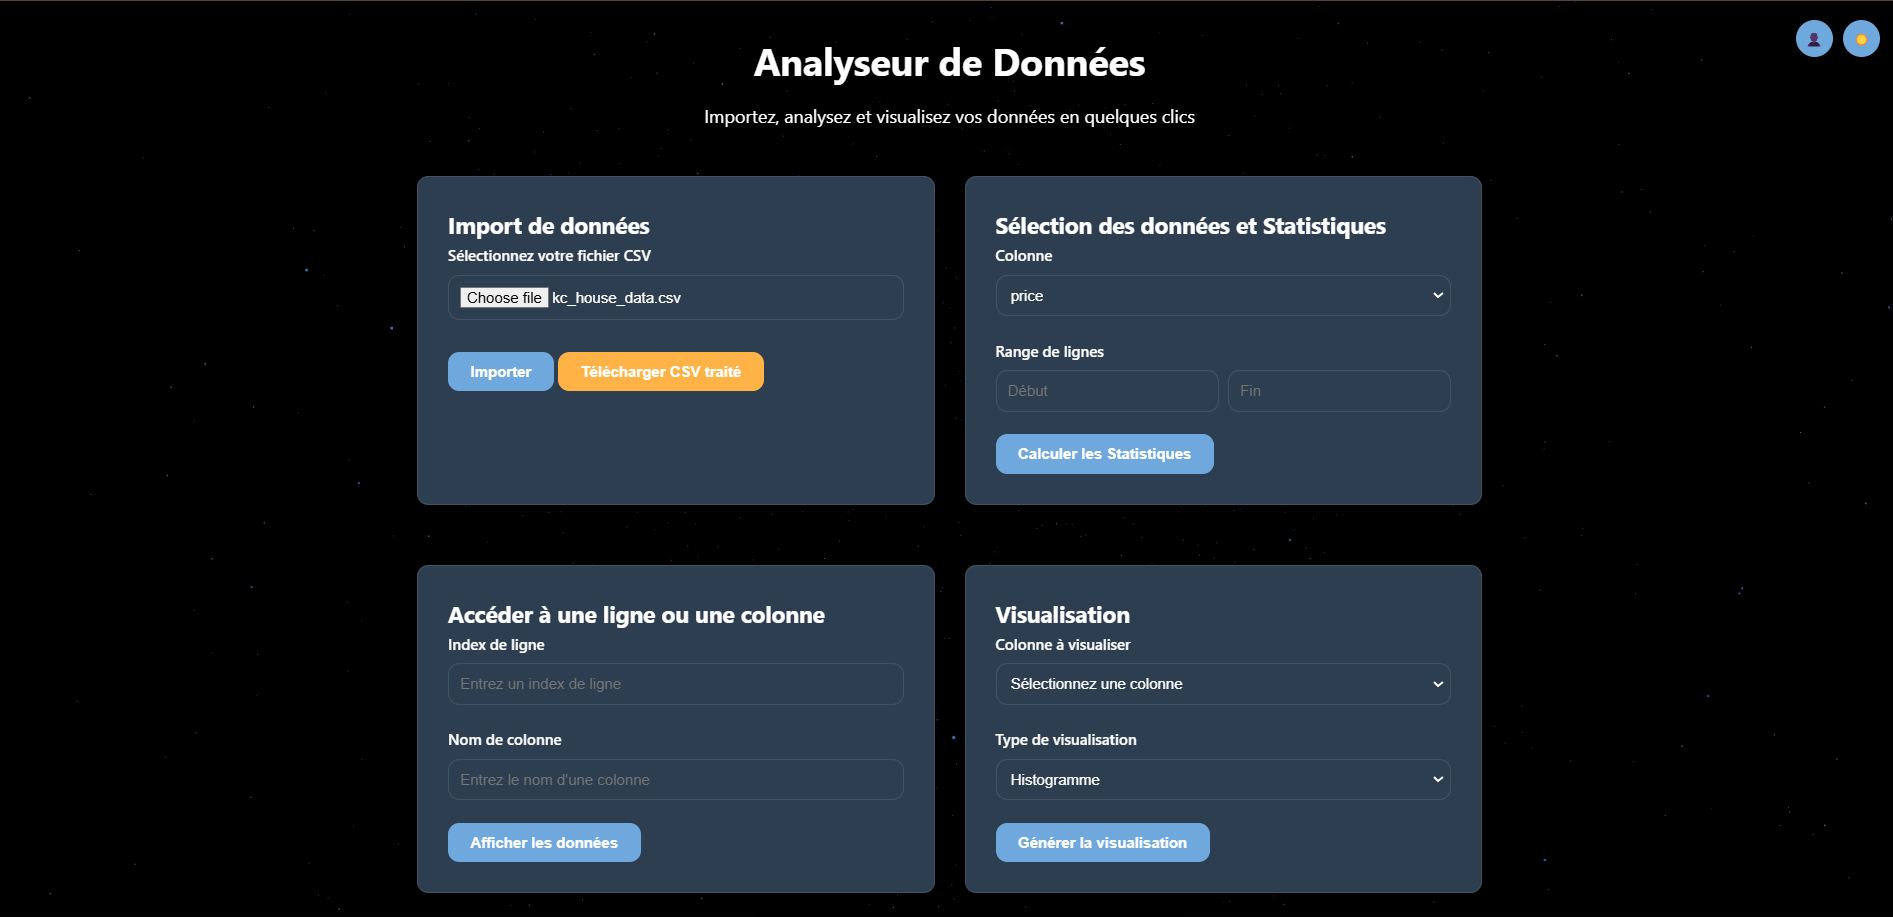 Analyseur de Données
Importez, analysez et visualisez vos données en quelques clics
Import de données
Sélectionnez votre fichier CSV
Choose file kc_house_data.csv
Importer
Télécharger CSV traité
Sélection des données et Statistiques
Colonne
price
Range de lignes
Début
Fin
Calculer les Statistiques
Accéder à une ligne ou une colonne
Index de ligne
Entrez un index de ligne
Nom de colonne
Entrez le nom d'une colonne
Afficher les données
Visualisation
Colonne à visualiser
Sélectionnez une colonne
Type de visualisation
Histogramme
Générer la visualisation